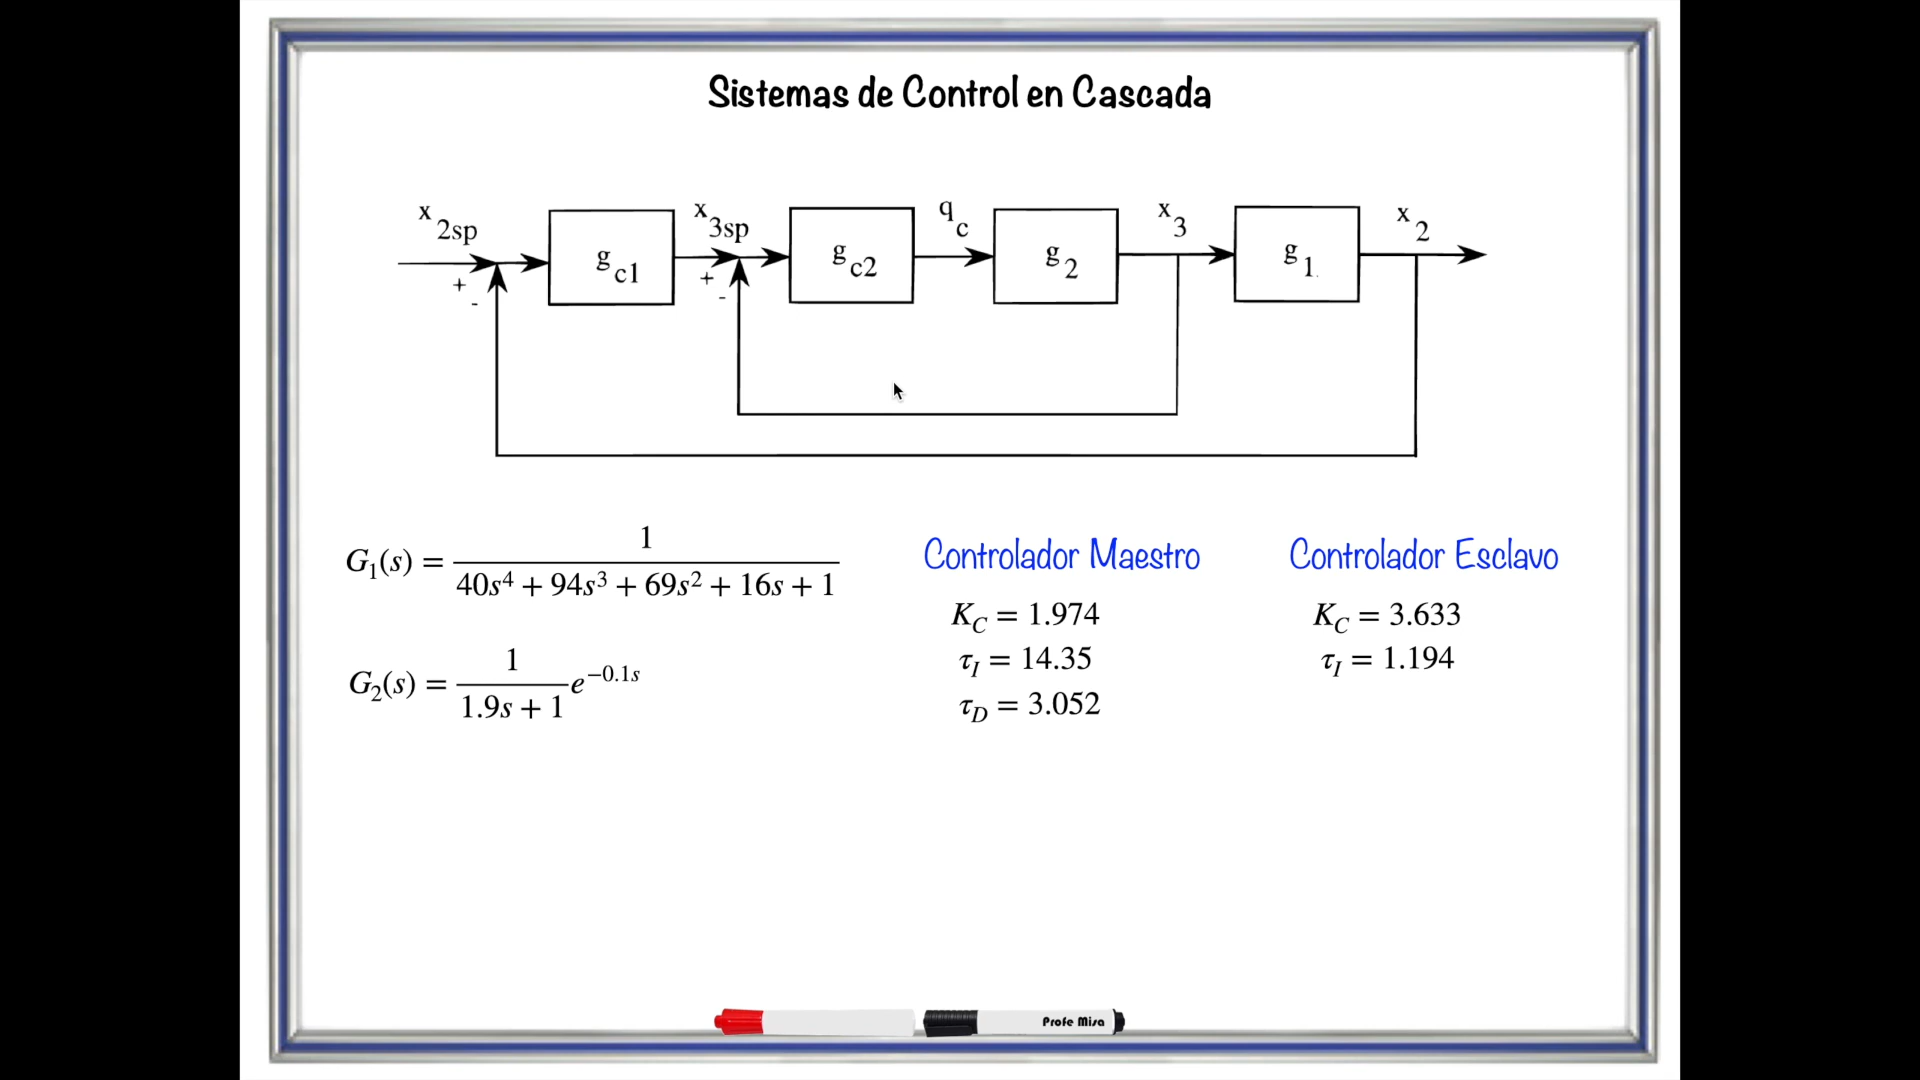 Sistemas de Control en Cascada
x2sp
+
-
gc1
x3sp
+
-
gc2
qc
g2
x3
g1.
x2
G₁(s) = 1 / (40s⁴ + 94s³ + 69s² + 16s + 1)
G₂(s) = 1 / (1.9s + 1) e^(−0.1s)
Controlador Maestro
K_C = 1.974
τ_I = 14.35
τ_D = 3.052
Controlador Esclavo
K_C = 3.633
τ_I = 1.194
Profe Misa